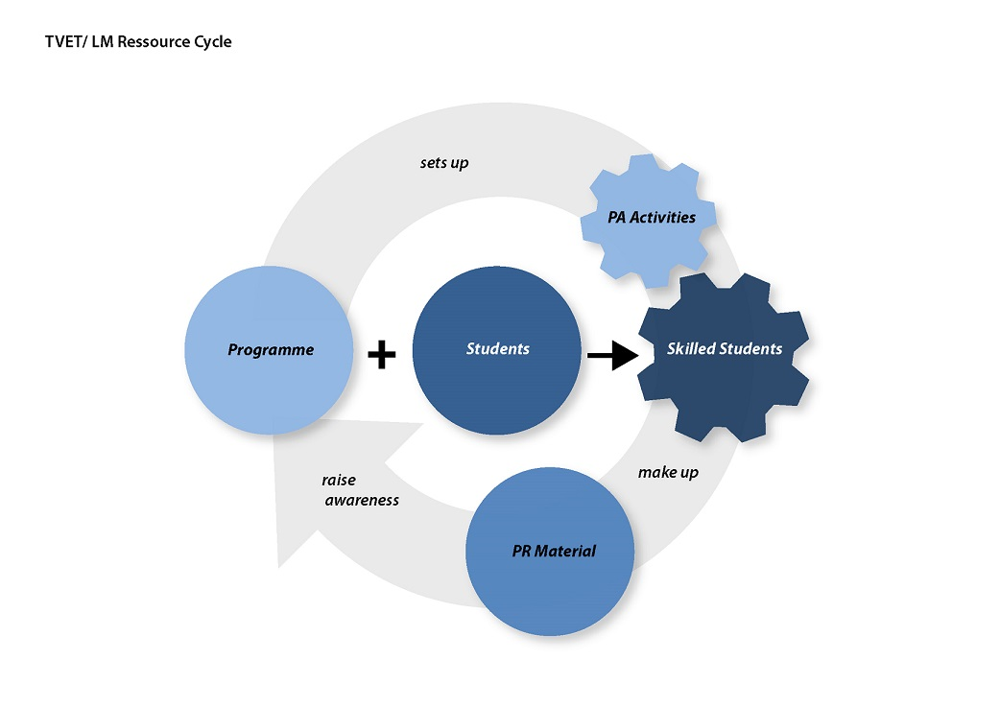 TVET/ LM Ressource Cycle
sets up
PA Activities
Programme
+
Students
Skilled Students
raise
awareness
make up
PR Material